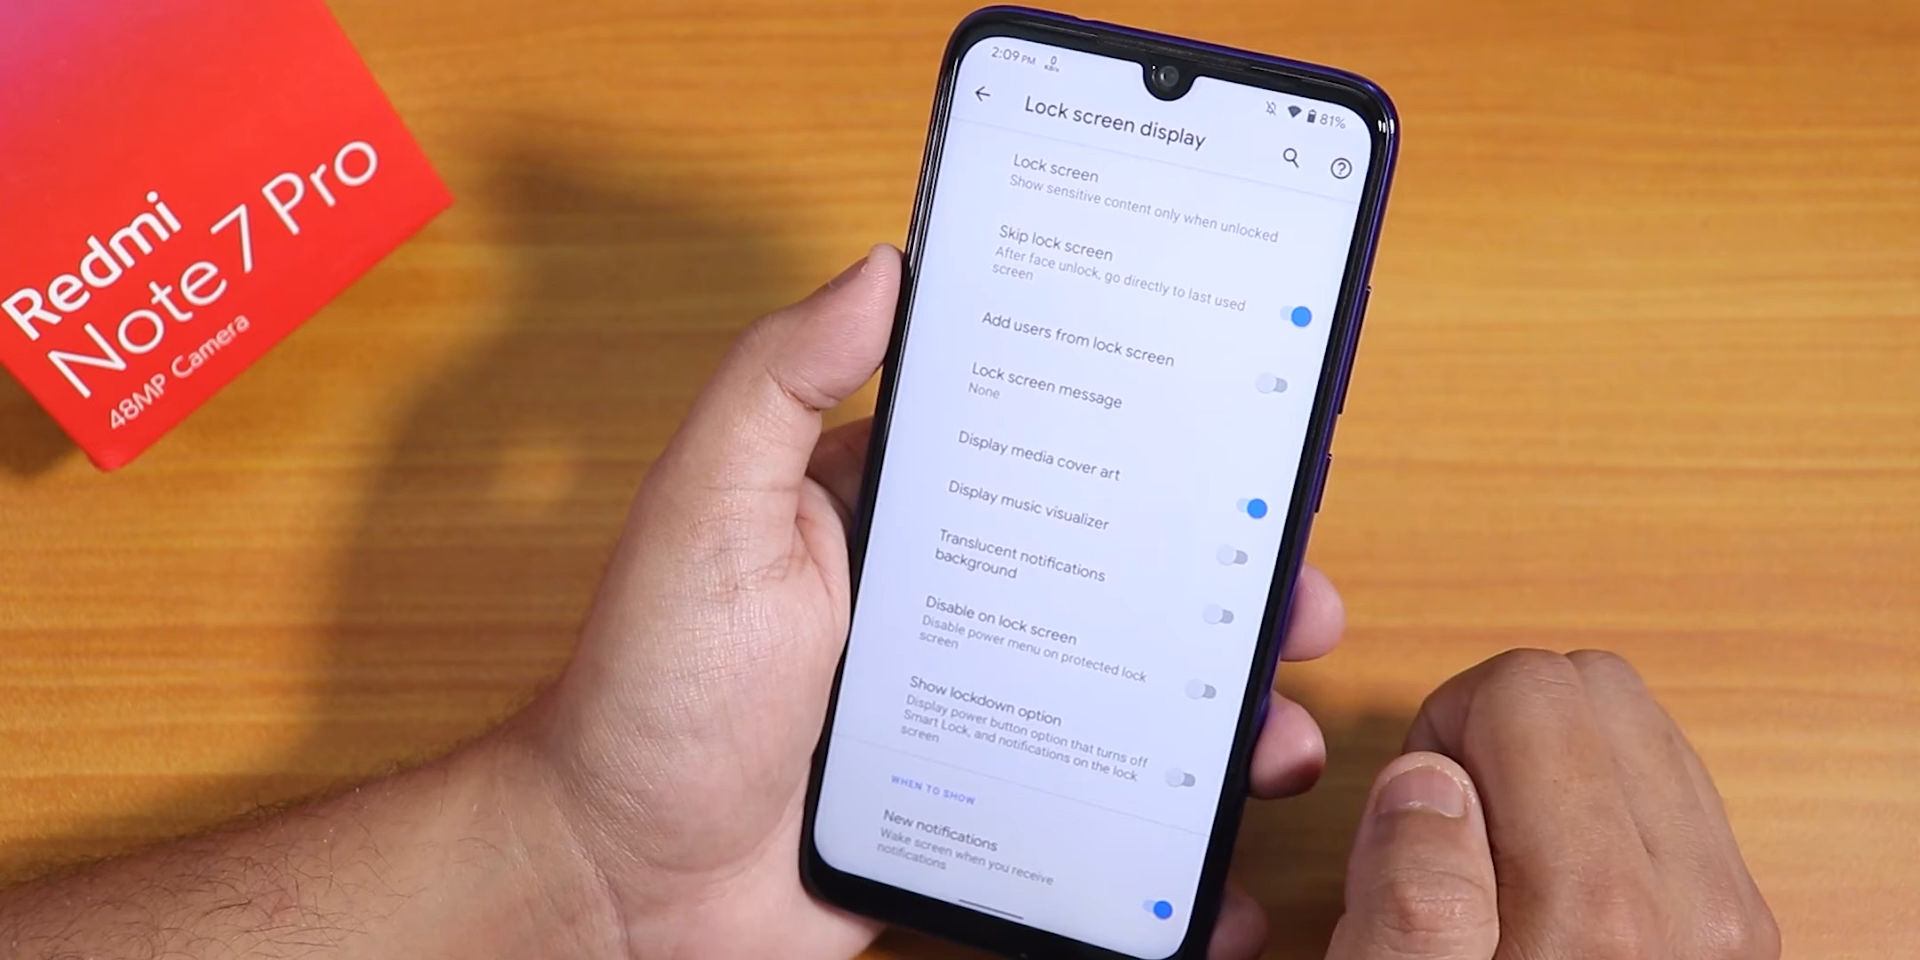 Redmi
Note 7 Pro
48MP Camera
2:09 PM
0
KB/s
81%
Lock screen display
Lock screen
Show sensitive content only when unlocked
Skip lock screen
After face unlock, go directly to last used
screen
Add users from lock screen
Lock screen message
None
Display media cover art
Display music visualizer
Translucent notifications
background
Disable on lock screen
Disable power menu on protected lock
screen
Show lockdown option
Display power button option that turns off
Smart Lock, and notifications on the lock
screen
WHEN TO SHOW
New notifications
Wake screen when you receive
notifications